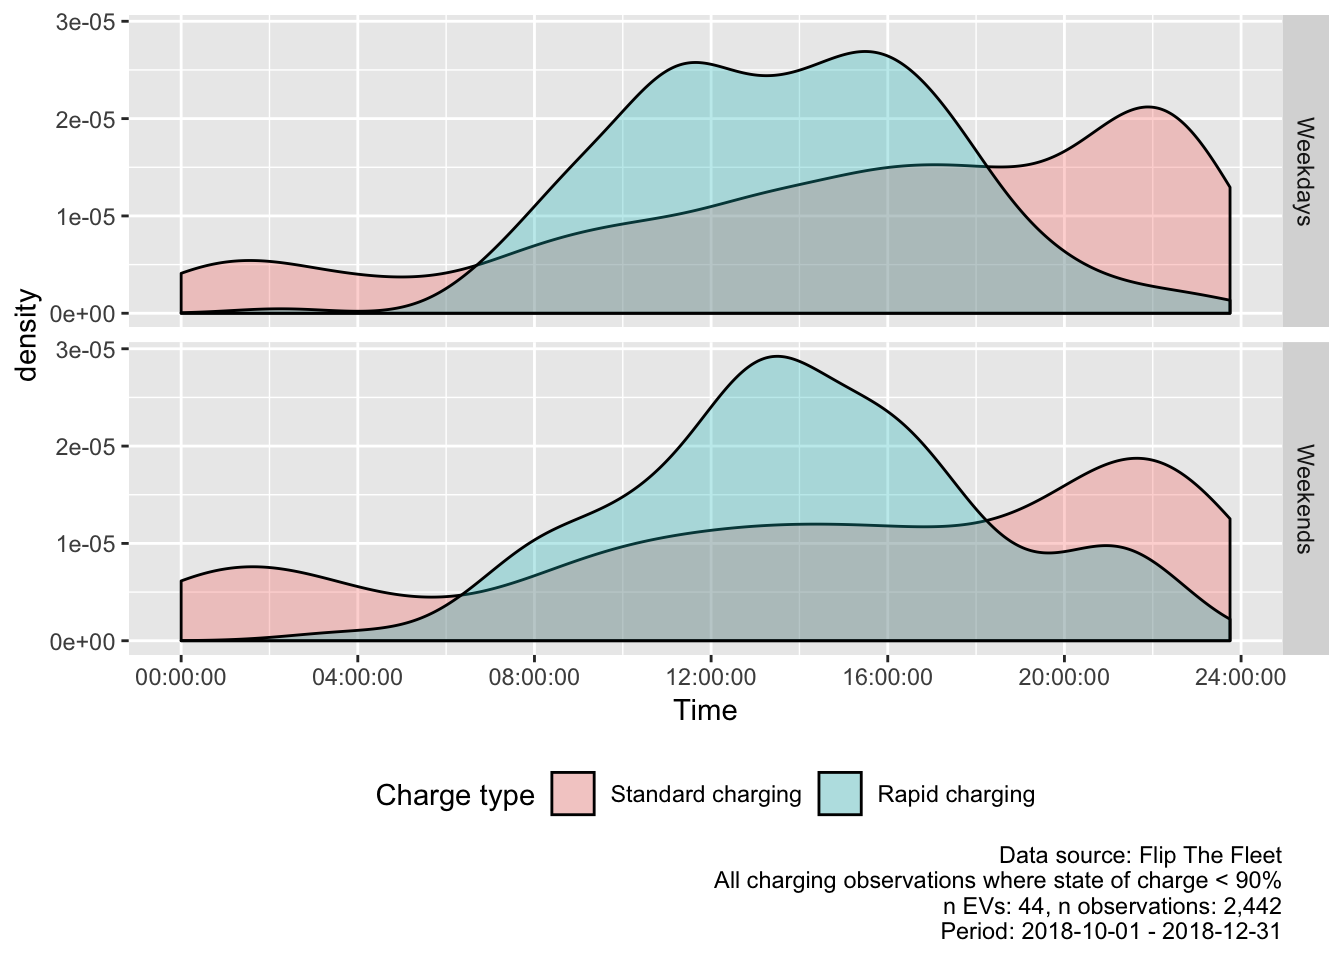 3e-05
2e-05
1e-05
0e+00
Weekdays
density
3e-05
2e-05
1e-05
0e+00
Weekends
00:00:00 04:00:00 08:00:00 12:00:00 16:00:00 20:00:00 24:00:00
Time
Charge type Standard charging Rapid charging
Data source: Flip The Fleet
All charging observations where state of charge < 90%
n EVs: 44, n observations: 2,442
Period: 2018-10-01 - 2018-12-31